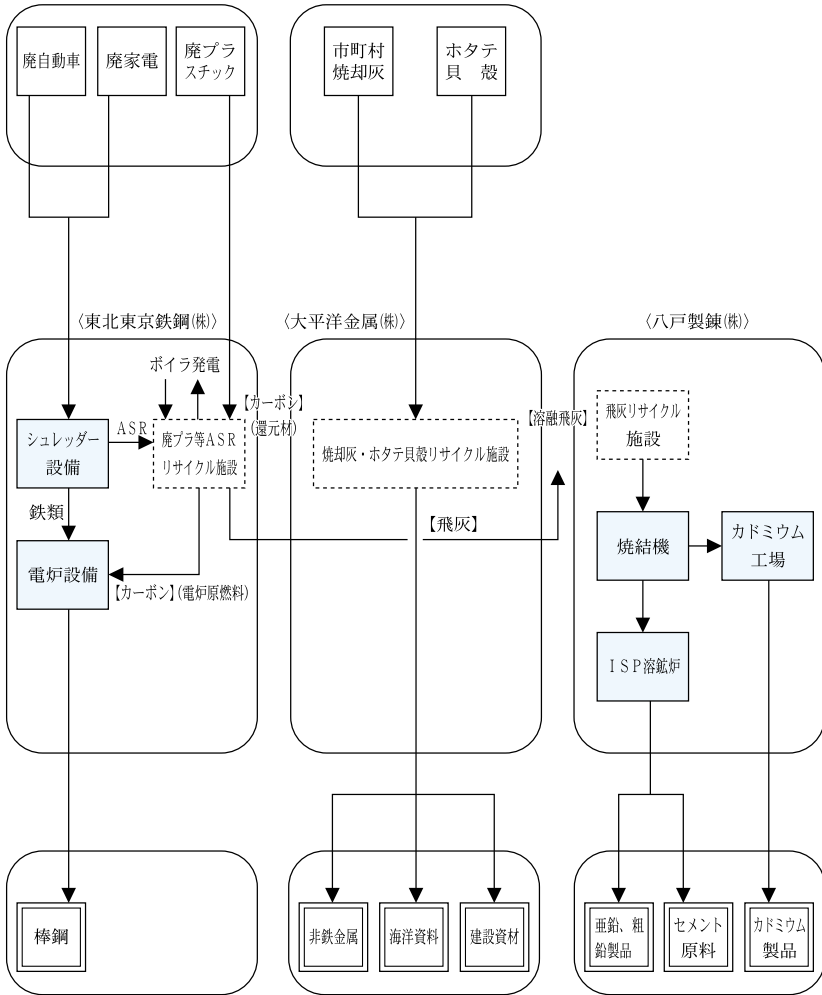 廃自動車
廃家電
廃プラ
スチック
市町村
焼却灰
ホタテ
貝 殻
〈東北東京鉄鋼㈱〉
〈大平洋金属㈱〉
〈八戸製錬㈱〉
ボイラ発電
【カーボン】
(還元材)
シュレッダー
設備
ASR
廃プラ等ASR
リサイクル施設
鉄類
電炉設備
【カーボン】(電炉原燃料)
焼却灰・ホタテ貝殻リサイクル施設
【飛灰】
【溶融飛灰】
飛灰リサイクル
施設
焼結機
カドミウム
工場
ISP溶鉱炉
棒鋼
非鉄金属
海洋資料
建設資材
亜鉛、粗
鉛製品
セメント
原料
カドミウム
製品